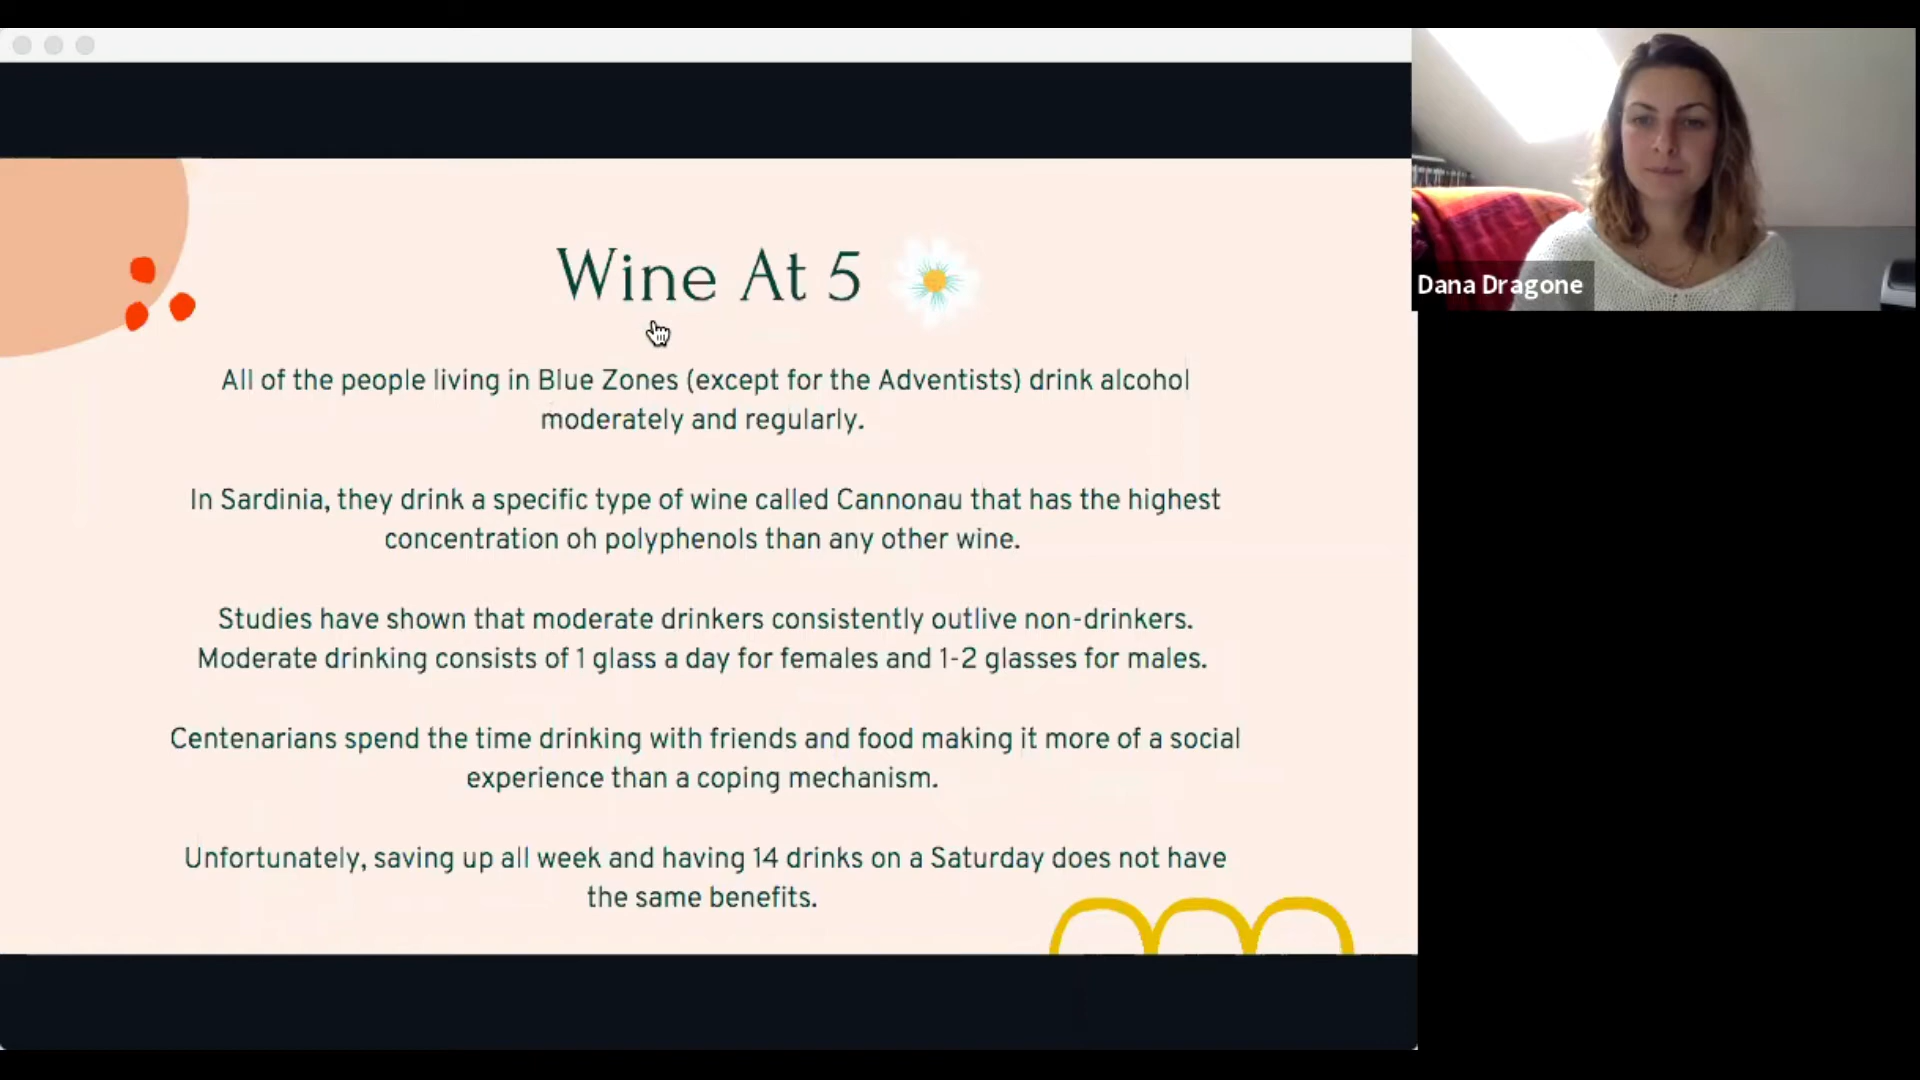 Wine At 5
All of the people living in Blue Zones (except for the Adventists) drink alcohol
moderately and regularly.
In Sardinia, they drink a specific type of wine called Cannonau that has the highest
concentration oh polyphenols than any other wine.
Studies have shown that moderate drinkers consistently outlive non-drinkers.
Moderate drinking consists of 1 glass a day for females and 1-2 glasses for males.
Centenarians spend the time drinking with friends and food making it more of a social
experience than a coping mechanism.
Unfortunately, saving up all week and having 14 drinks on a Saturday does not have
the same benefits.
Dana Dragone